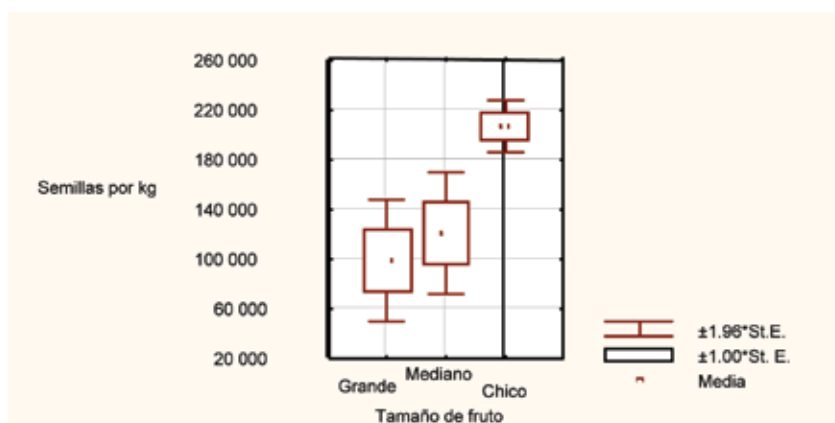 260 000
220 000
180 000
Semillas por kg
140 000
100 000
60 000
20 000
Grande
Mediano
Chico
Tamaño de fruto
±1.96*St.E.
±1.00*St. E.
Media